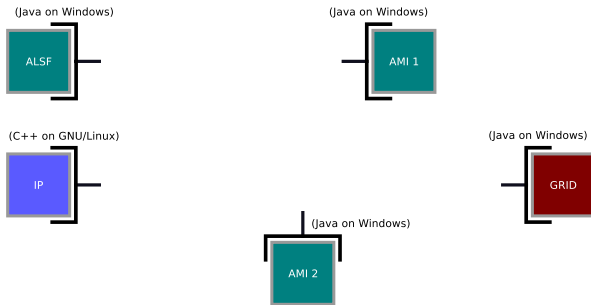 (Java on Windows)
(Java on Windows)
ALSF
AMI 1
(C++ on GNU/Linux)
(Java on Windows)
IP
GRID
(Java on Windows)
AMI 2